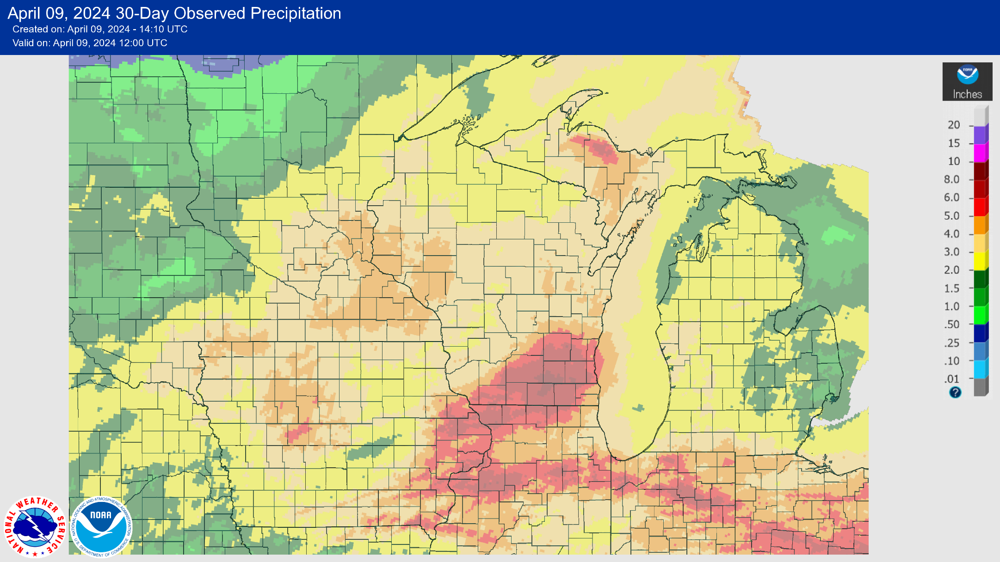 April 09, 2024 30-Day Observed Precipitation
Created on: April 09, 2024 - 14:10 UTC
Valid on: April 09, 2024 12:00 UTC
NOAA
Inches
20
15
10
8.0
6.0
5.0
4.0
3.0
2.0
1.5
1.0
.50
.25
.10
.01
?
NATIONAL WEATHER SERVICE
NATIONAL OCEANIC AND ATMOSPHERIC ADMINISTRATION
NOAA
U.S. DEPARTMENT OF COMMERCE